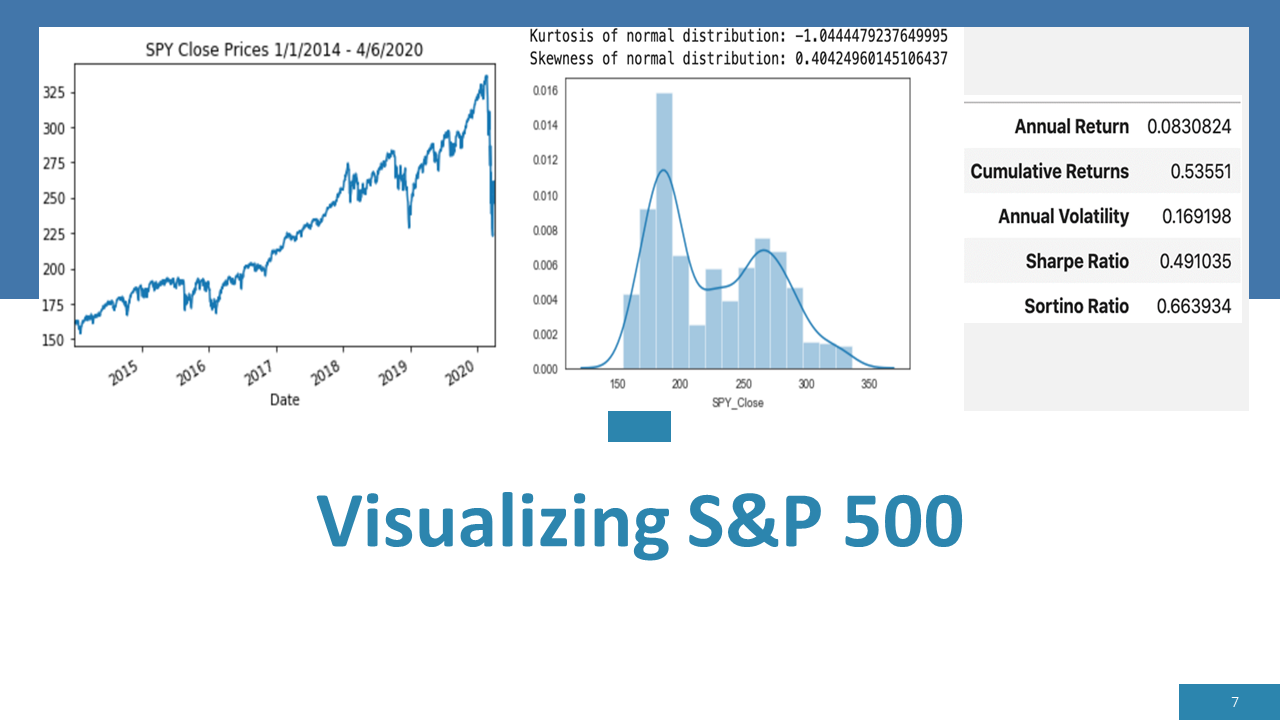 SPY Close Prices 1/1/2014 - 4/6/2020
325
300
275
250
225
200
175
150
2015
2016
2017
2018
2019
2020
Date
Kurtosis of normal distribution: -1.0444479237649995
Skewness of normal distribution: 0.40424960145106437
0.016
0.014
0.012
0.010
0.008
0.006
0.004
0.002
0.000
150
200
250
300
350
SPY_Close
Annual Return 0.0830824
Cumulative Returns 0.53551
Annual Volatility 0.169198
Sharpe Ratio 0.491035
Sortino Ratio 0.663934
Visualizing S&P 500
7